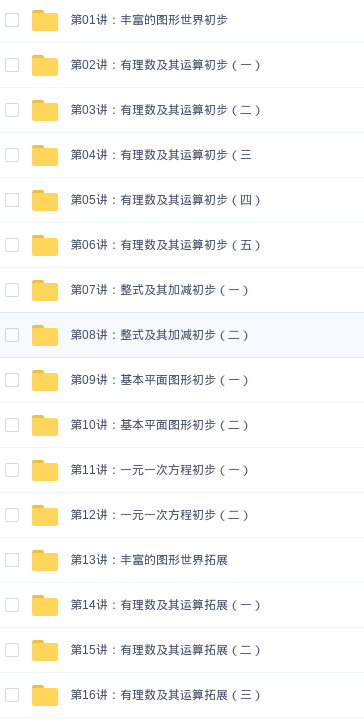 第01讲：丰富的图形世界初步
第02讲：有理数及其运算初步（一）
第03讲：有理数及其运算初步（二）
第04讲：有理数及其运算初步（三
第05讲：有理数及其运算初步（四）
第06讲：有理数及其运算初步（五）
第07讲：整式及其加减初步（一）
第08讲：整式及其加减初步（二）
第09讲：基本平面图形初步（一）
第10讲：基本平面图形初步（二）
第11讲：一元一次方程初步（一）
第12讲：一元一次方程初步（二）
第13讲：丰富的图形世界拓展
第14讲：有理数及其运算拓展（一）
第15讲：有理数及其运算拓展（二）
第16讲：有理数及其运算拓展（三）